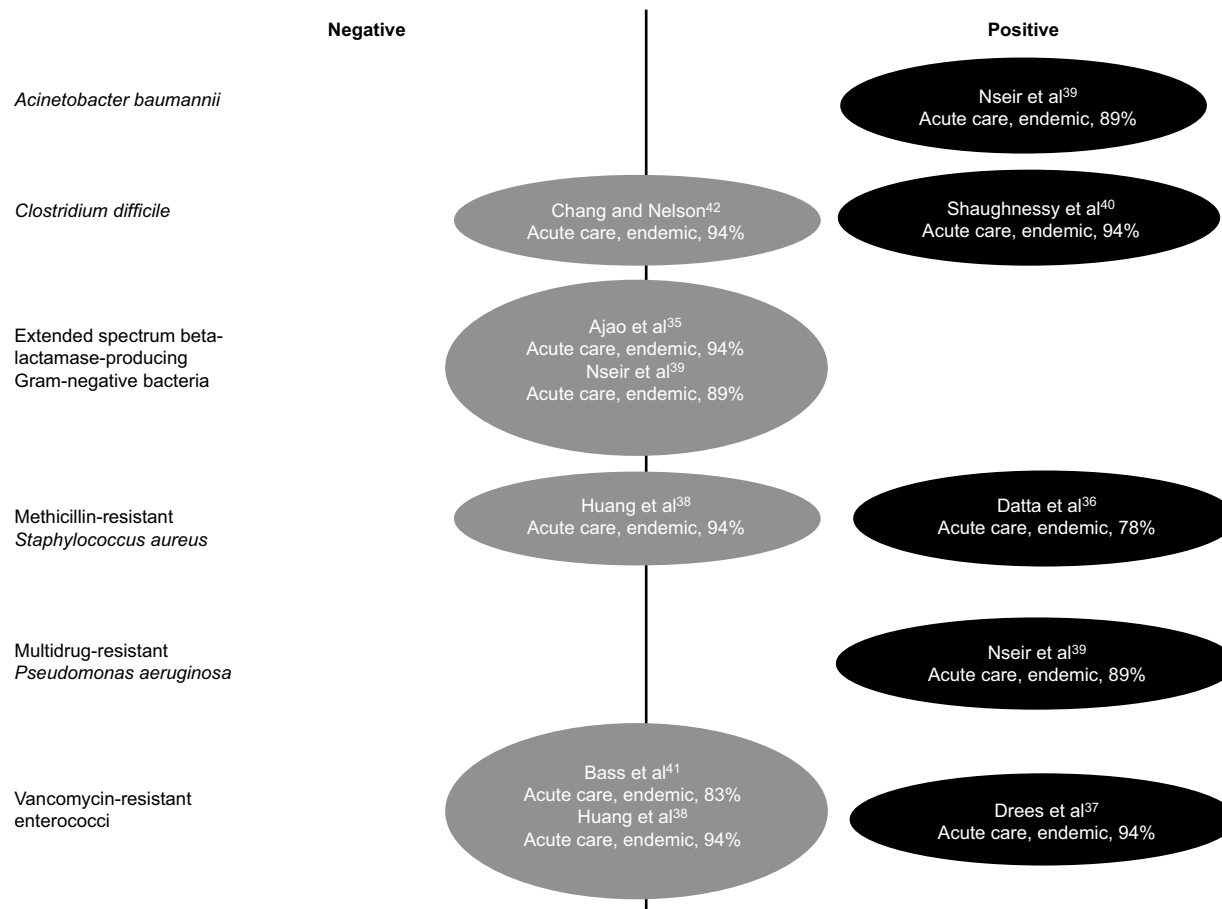 Negative
Positive
Acinetobacter baumannii
Nseir et al39
Acute care, endemic, 89%
Clostridium difficile
Chang and Nelson42
Acute care, endemic, 94%
Shaughnessy et al40
Acute care, endemic, 94%
Extended spectrum beta-
lactamase-producing
Gram-negative bacteria
Ajao et al35
Acute care, endemic, 94%
Nseir et al39
Acute care, endemic, 89%
Methicillin-resistant
Staphylococcus aureus
Huang et al38
Acute care, endemic, 94%
Datta et al36
Acute care, endemic, 78%
Multidrug-resistant
Pseudomonas aeruginosa
Nseir et al39
Acute care, endemic, 89%
Vancomycin-resistant
enterococci
Bass et al41
Acute care, endemic, 83%
Huang et al38
Acute care, endemic, 94%
Drees et al37
Acute care, endemic, 94%